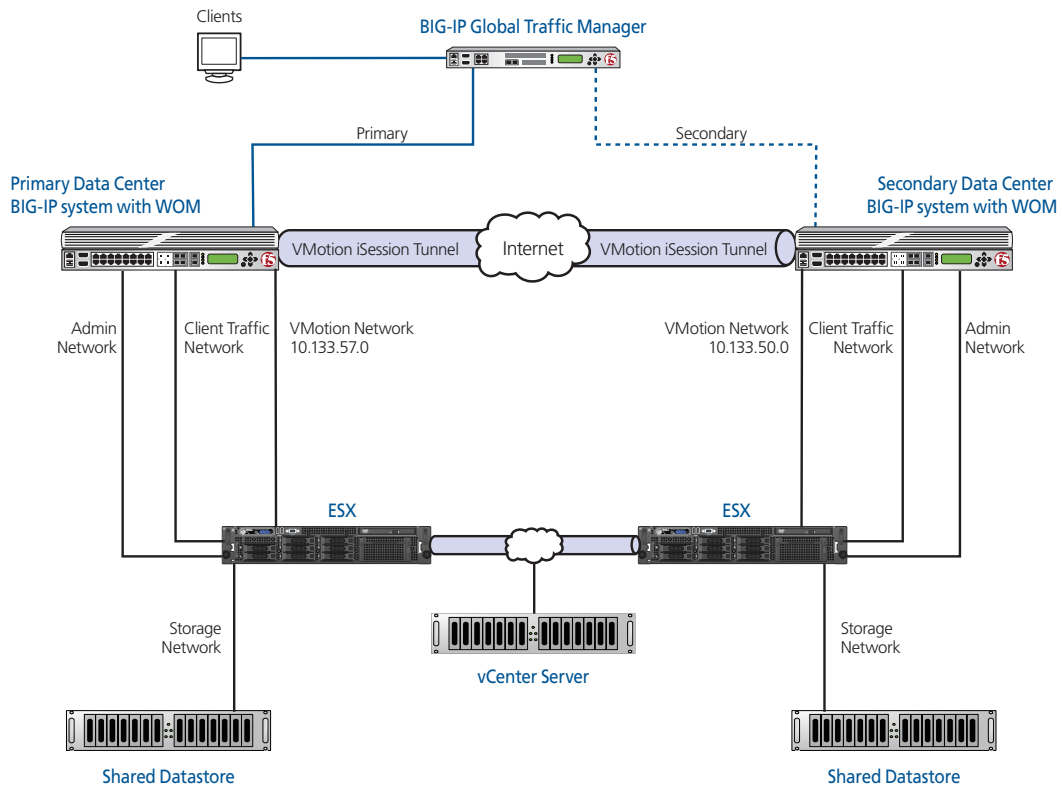 Clients
BIG-IP Global Traffic Manager
Primary
Secondary
Primary Data Center
BIG-IP system with WOM
Secondary Data Center
BIG-IP system with WOM
VMotion iSession Tunnel
Internet
VMotion iSession Tunnel
Admin
Network
Client Traffic
Network
VMotion Network
10.133.57.0
VMotion Network
10.133.50.0
Client Traffic
Network
Admin
Network
ESX
ESX
Storage
Network
vCenter Server
Storage
Network
Shared Datastore
Shared Datastore